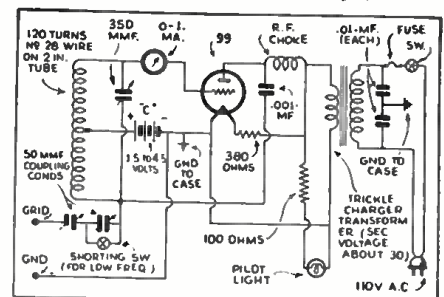 120 TURNS
Nº 28 WIRE
ON 2 IN.
TUBE
350
MMF.
0-1.
MA.
99
R.F.
CHOKE
.01-MF.
(EACH)
FUSE
SW.
+
"C"
-
1.5 TO 4.5
VOLTS
GND TO
CASE
.001-
MF
380
OHMS
50 MMF
COUPLING
CONDS
GRID
SHORTING SW
(FOR LOW FREQ)
GND
100 OHMS
PILOT
LIGHT
GND TO
CASE
TRICKLE
CHARGER
TRANSFORM
ER (SEC
VOLTAGE
ABOUT 30)
110V A.C